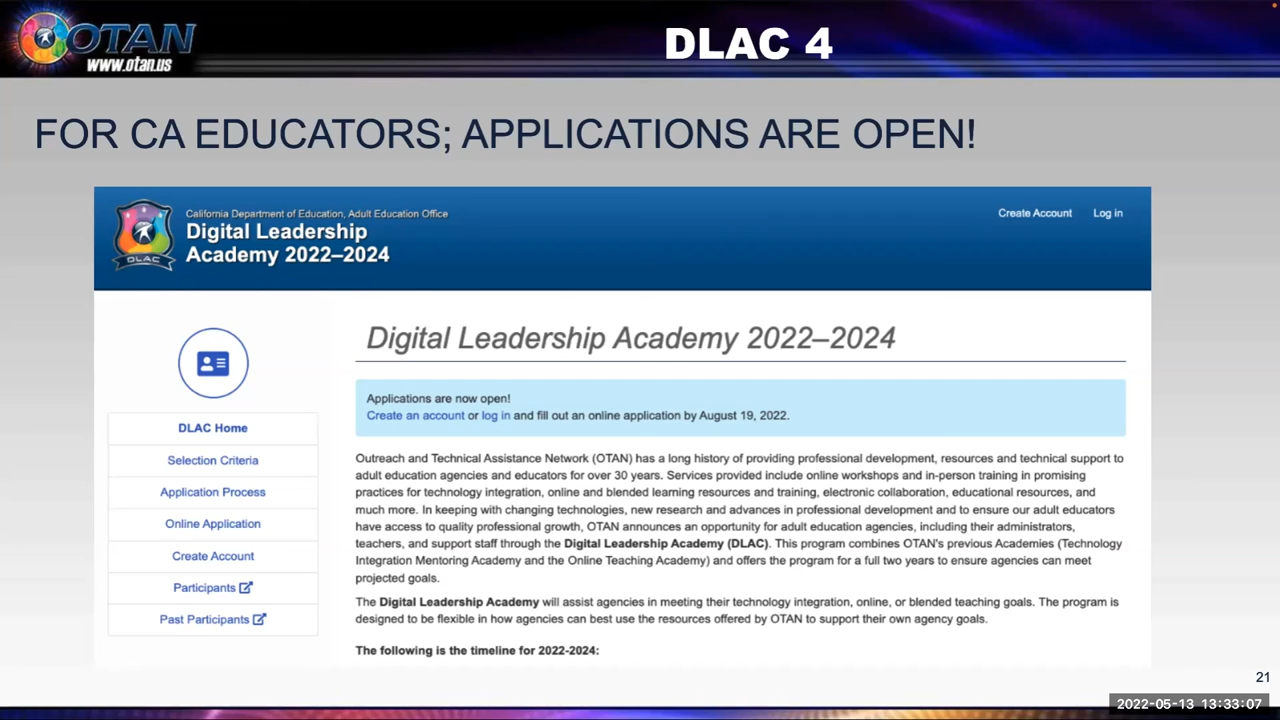 OTAN
www.otan.us
DLAC 4
FOR CA EDUCATORS; APPLICATIONS ARE OPEN!
DLAC
California Department of Education, Adult Education Office
Digital Leadership
Academy 2022–2024
Create Account
Log in
DLAC Home
Selection Criteria
Application Process
Online Application
Create Account
Participants
Past Participants
Digital Leadership Academy 2022–2024
Applications are now open!
Create an account or log in and fill out an online application by August 19, 2022.
Outreach and Technical Assistance Network (OTAN) has a long history of providing professional development, resources and technical support to
adult education agencies and educators for over 30 years. Services provided include online workshops and in-person training in promising
practices for technology integration, online and blended learning resources and training, electronic collaboration, educational resources, and
much more. In keeping with changing technologies, new research and advances in professional development and to ensure our adult educators
have access to quality professional growth, OTAN announces an opportunity for adult education agencies, including their administrators,
teachers, and support staff through the Digital Leadership Academy (DLAC). This program combines OTAN's previous Academies (Technology
Integration Mentoring Academy and the Online Teaching Academy) and offers the program for a full two years to ensure agencies can meet
projected goals.
The Digital Leadership Academy will assist agencies in meeting their technology integration, online, or blended teaching goals. The program is
designed to be flexible in how agencies can best use the resources offered by OTAN to support their own agency goals.
The following is the timeline for 2022-2024:
21
2022-05-13 13:33:07